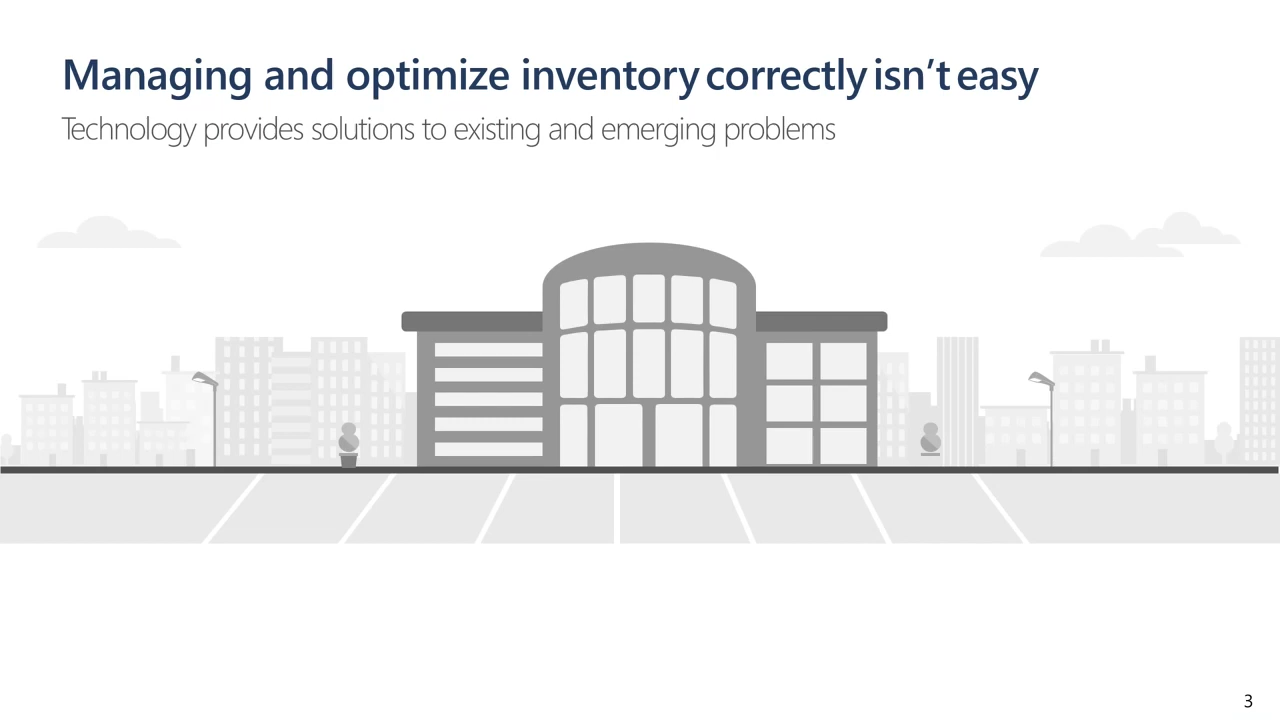 Managing and optimize inventory correctly isn’t easy
Technology provides solutions to existing and emerging problems
3